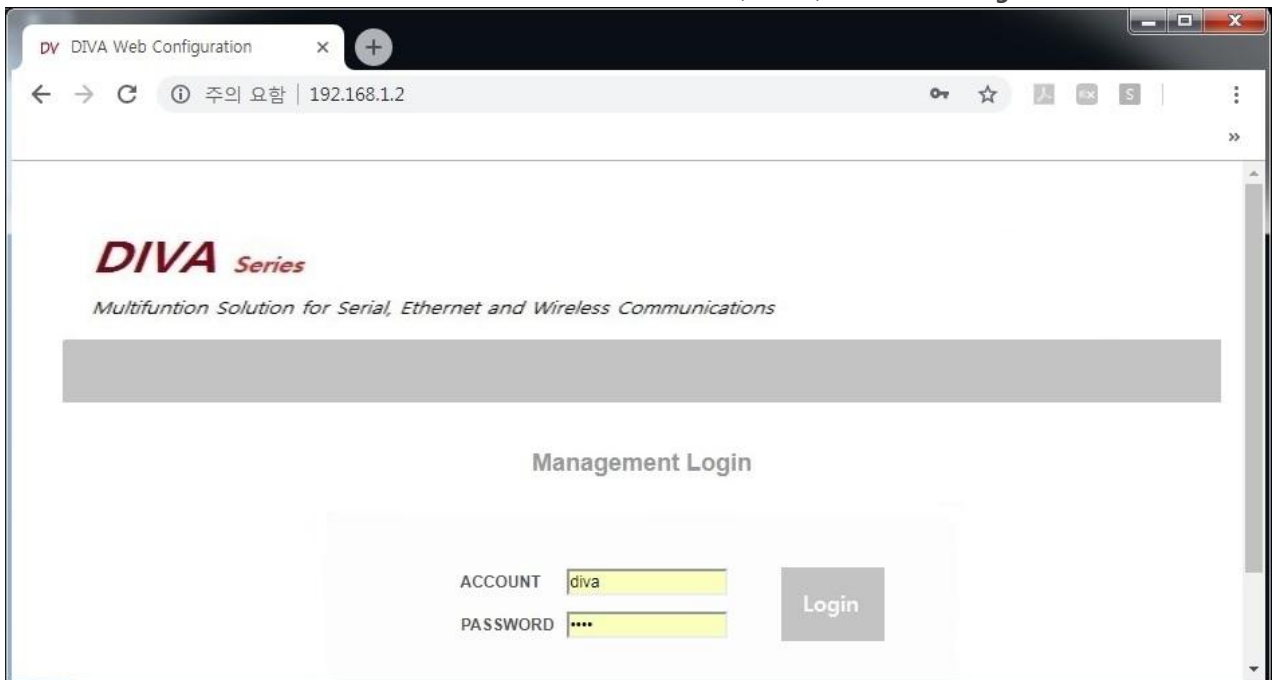 DV DIVA Web Configuration
주의 요함 | 192.168.1.2
DIVA Series
Multifuntion Solution for Serial, Ethernet and Wireless Communications
Management Login
ACCOUNT diva
PASSWORD ••••
Login